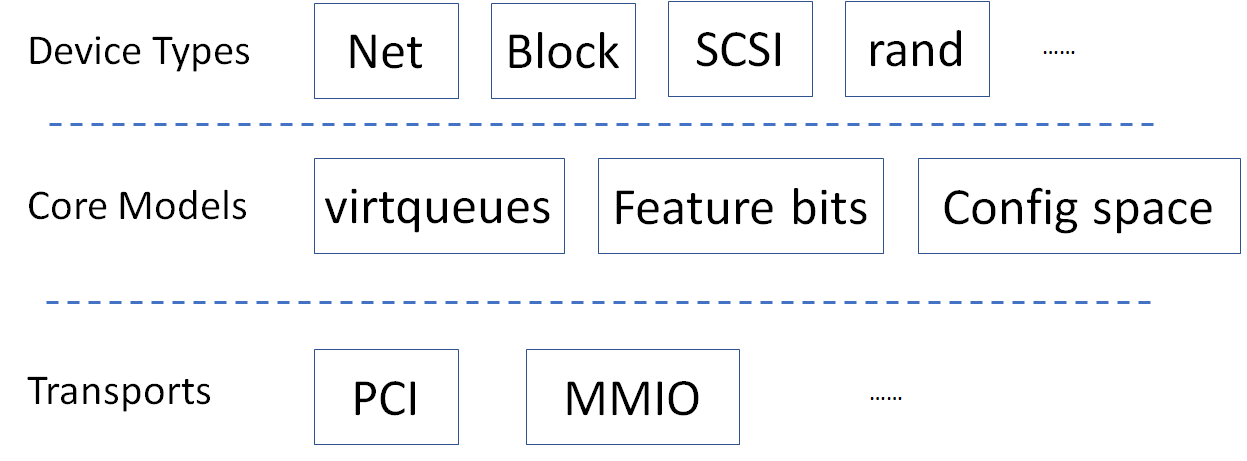 Device Types Net Block SCSI rand ......
Core Models virtqueues Feature bits Config space
Transports PCI MMIO ......